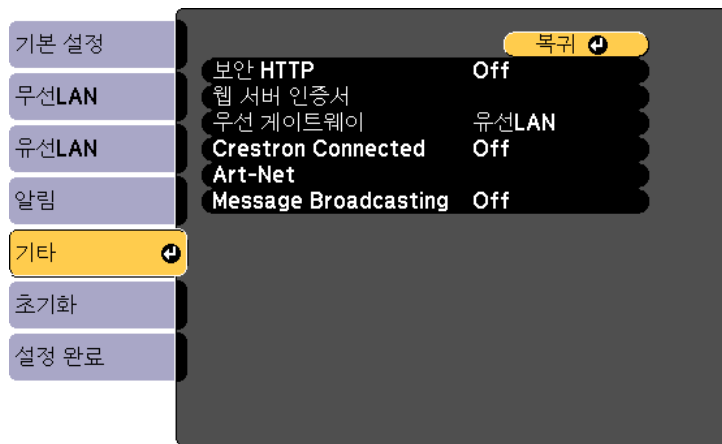 기본 설정
무선LAN
유선LAN
알림
기타
초기화
설정 완료
복귀
보안 HTTP Off
웹 서버 인증서
우선 게이트웨이 유선LAN
Crestron Connected Off
Art-Net
Message Broadcasting Off